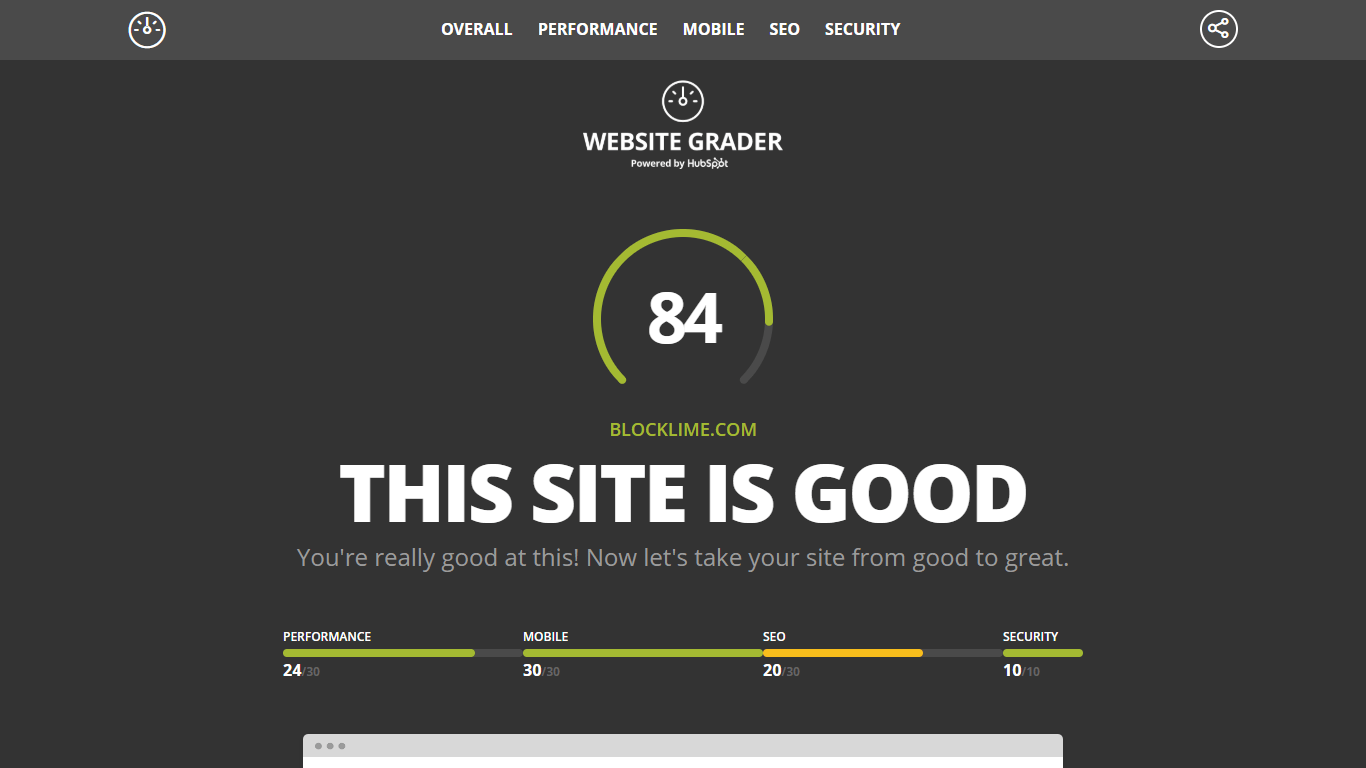 OVERALL PERFORMANCE MOBILE SEO SECURITY
WEBSITE GRADER
Powered by HubSpot
84
BLOCKLIME.COM
THIS SITE IS GOOD
You're really good at this! Now let's take your site from good to great.
PERFORMANCE MOBILE SEO SECURITY
24/30 30/30 20/30 10/10